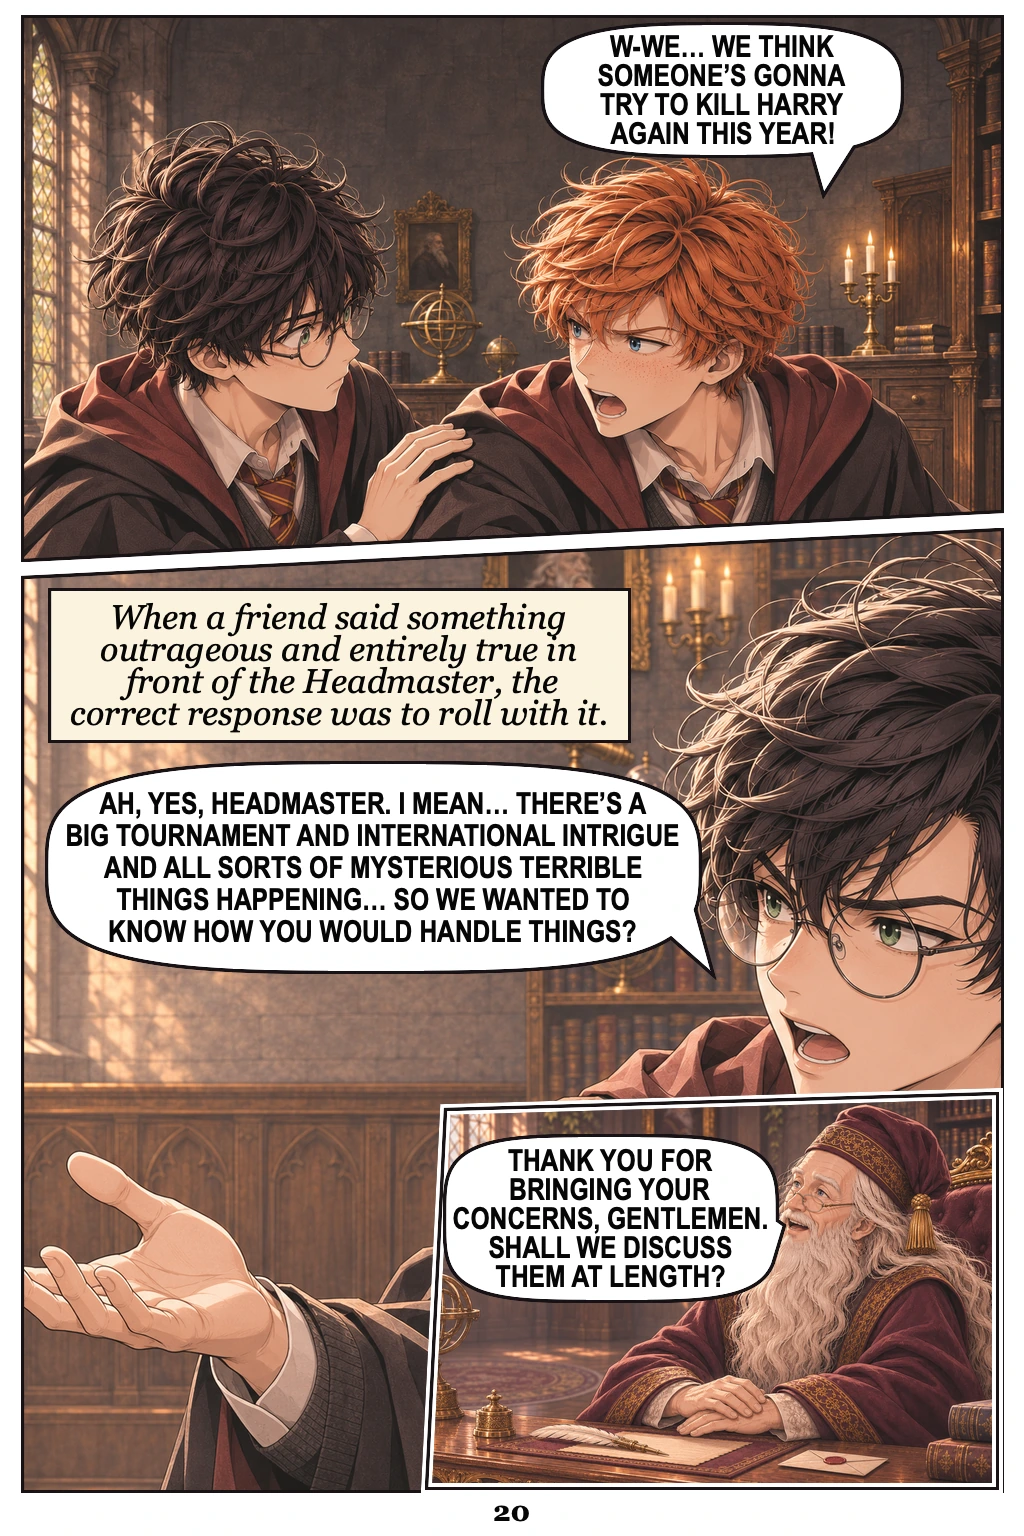 W-WE... WE THINK
SOMEONE'S GONNA
TRY TO KILL HARRY
AGAIN THIS YEAR!
When a friend said something
outrageous and entirely true in
front of the Headmaster, the
correct response was to roll with it.
AH, YES, HEADMASTER. I MEAN... THERE'S A
BIG TOURNAMENT AND INTERNATIONAL INTRIGUE
AND ALL SORTS OF MYSTERIOUS TERRIBLE
THINGS HAPPENING... SO WE WANTED TO
KNOW HOW YOU WOULD HANDLE THINGS?
THANK YOU FOR
BRINGING YOUR
CONCERNS, GENTLEMEN.
SHALL WE DISCUSS
THEM AT LENGTH?
20